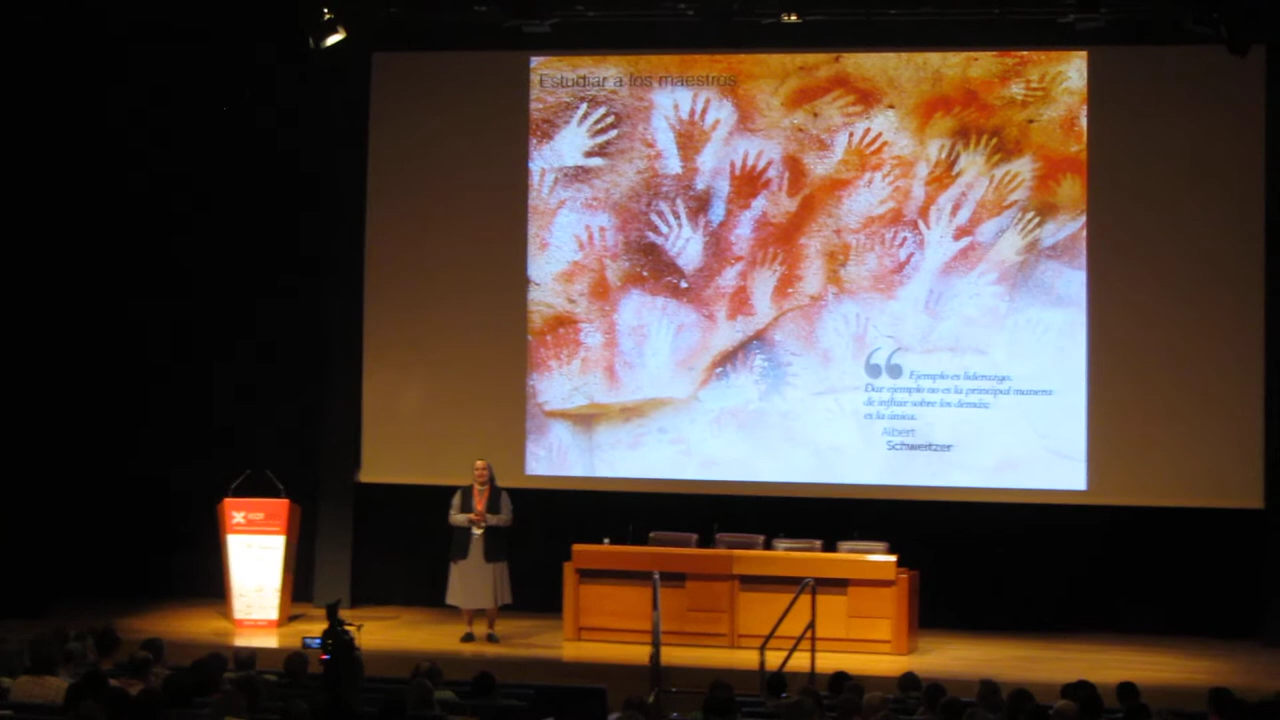 Estudiar a los maestros
Ejemplo es liderazgo.
Dar ejemplo no es la principal manera
de influir sobre los demás;
es la única.
Albert
Schweitzer